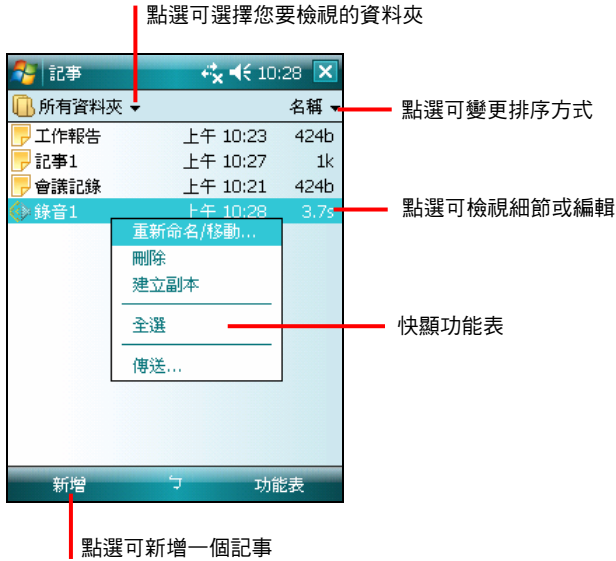 點選可選擇您要檢視的資料夾
記事 10:28
所有資料夾 名稱
點選可變更排序方式
工作報告 上午 10:23 424b
記事1 上午 10:27 1k
會議記錄 上午 10:21 424b
錄音1 上午 10:28 3.7s
點選可檢視細節或編輯
重新命名/移動...
刪除
建立副本
全選
快顯功能表
傳送...
新增 ㄅ 功能表
點選可新增一個記事